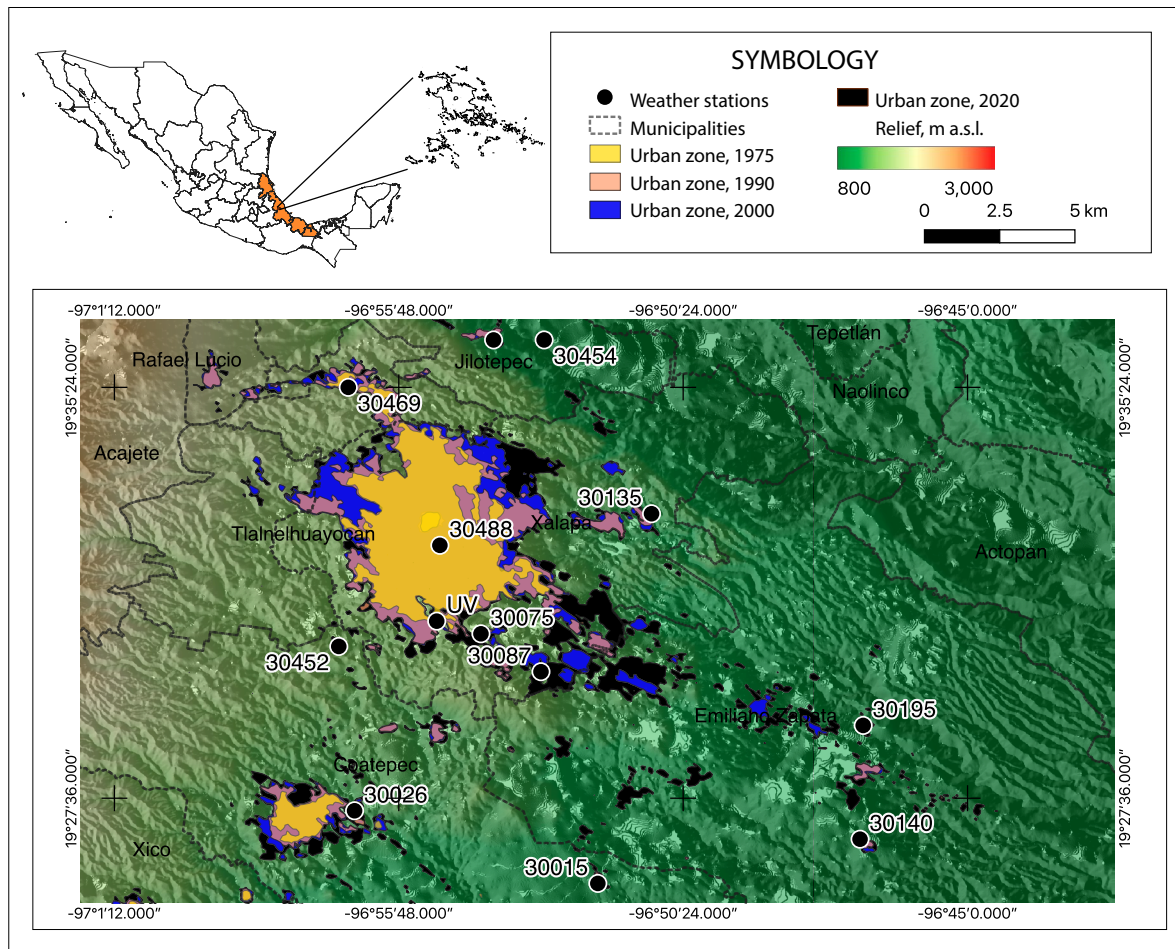 SYMBOLOGY
Weather stations
Municipalities
Urban zone, 1975
Urban zone, 1990
Urban zone, 2000
Urban zone, 2020
Relief, m a.s.l.
800 3,000
0 2.5 5 km
-97°1'12.000" -96°55'48.000" -96°50'24.000" -96°45'0.000"
19°35'24.000"
19°35'24.000"
Tepetlán
Rafael Lucio
Jilotepec
30454
Naolinco
30469
Acajete
30135
Xalapa
Tlalnelhuayocan
30488
Actopan
UV
30075
30452
30087
Emiliano Zapata
30195
Coatepec
30026
19°27'36.000"
19°27'36.000"
30140
Xico
30015
-97°1'12.000" -96°55'48.000" -96°50'24.000" -96°45'0.000"